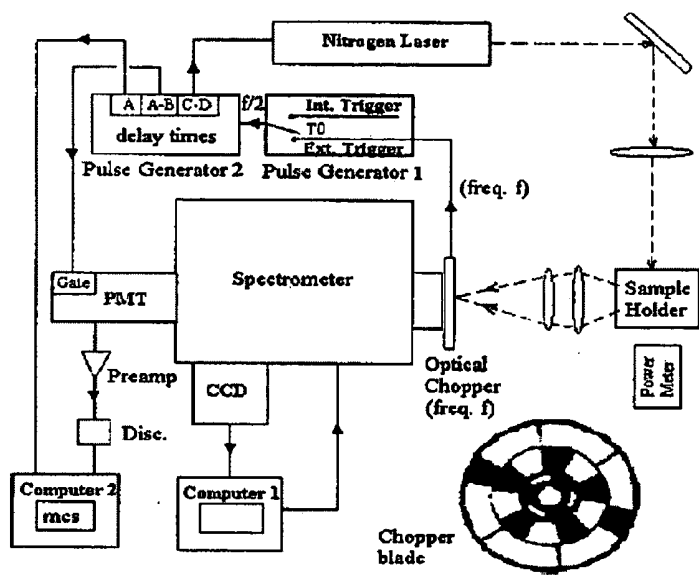 Nitrogen Laser
A A-B C-D
delay times
Pulse Generator 2
f/2
Int. Trigger
T0
Ext. Trigger
Pulse Generator 1
(freq. f)
Gate
PMT
Spectrometer
Sample
Holder
Power
Meter
Optical
Chopper
(freq. f)
Preamp
CCD
Disc.
Computer 2
mcs
Computer 1
Chopper
blade